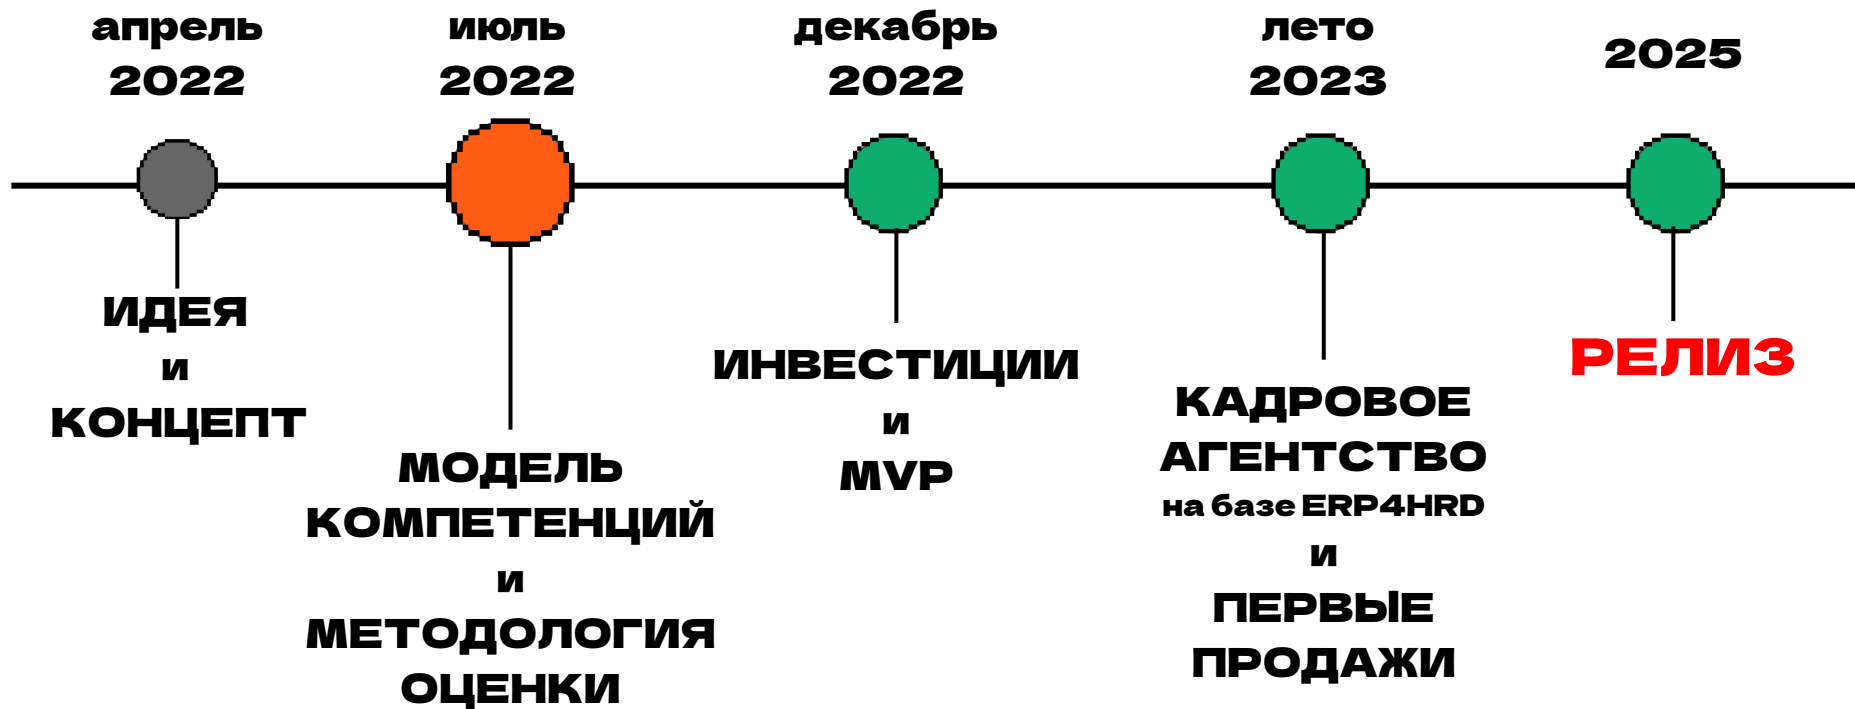 апрель
2022
июль
2022
декабрь
2022
лето
2023
2025
ИДЕЯ
и
КОНЦЕПТ
МОДЕЛЬ
КОМПЕТЕНЦИЙ
и
МЕТОДОЛОГИЯ
ОЦЕНКИ
ИНВЕСТИЦИИ
и
MVP
КАДРОВОЕ
АГЕНТСТВО
на базе ERP4HRD
и
ПЕРВЫЕ
ПРОДАЖИ
РЕЛИЗ